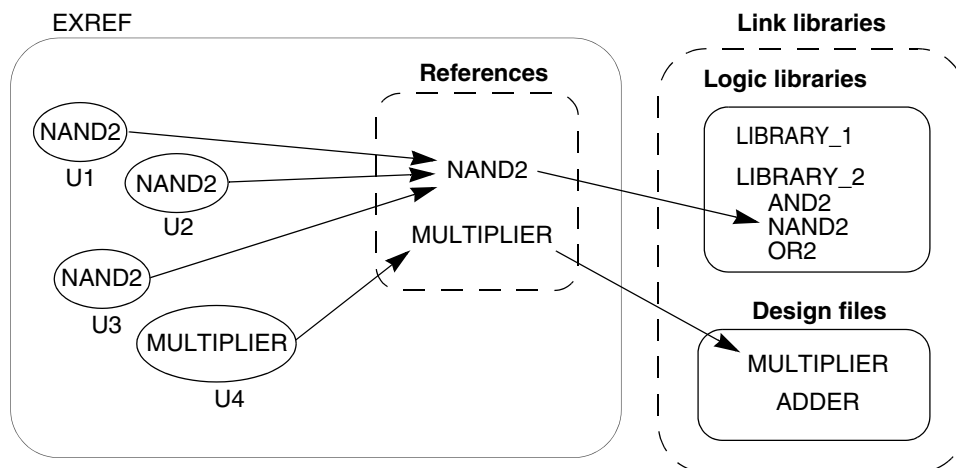 EXREF
Link libraries
References
Logic libraries
NAND2
U1
NAND2
U2
NAND2
U3
MULTIPLIER
U4
NAND2
MULTIPLIER
LIBRARY_1
LIBRARY_2
AND2
NAND2
OR2
Design files
MULTIPLIER
ADDER